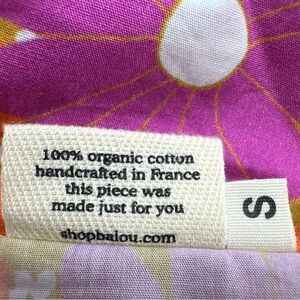 100% organic cotton
handcrafted in France
this piece was
made just for you
shopbalou.com
S